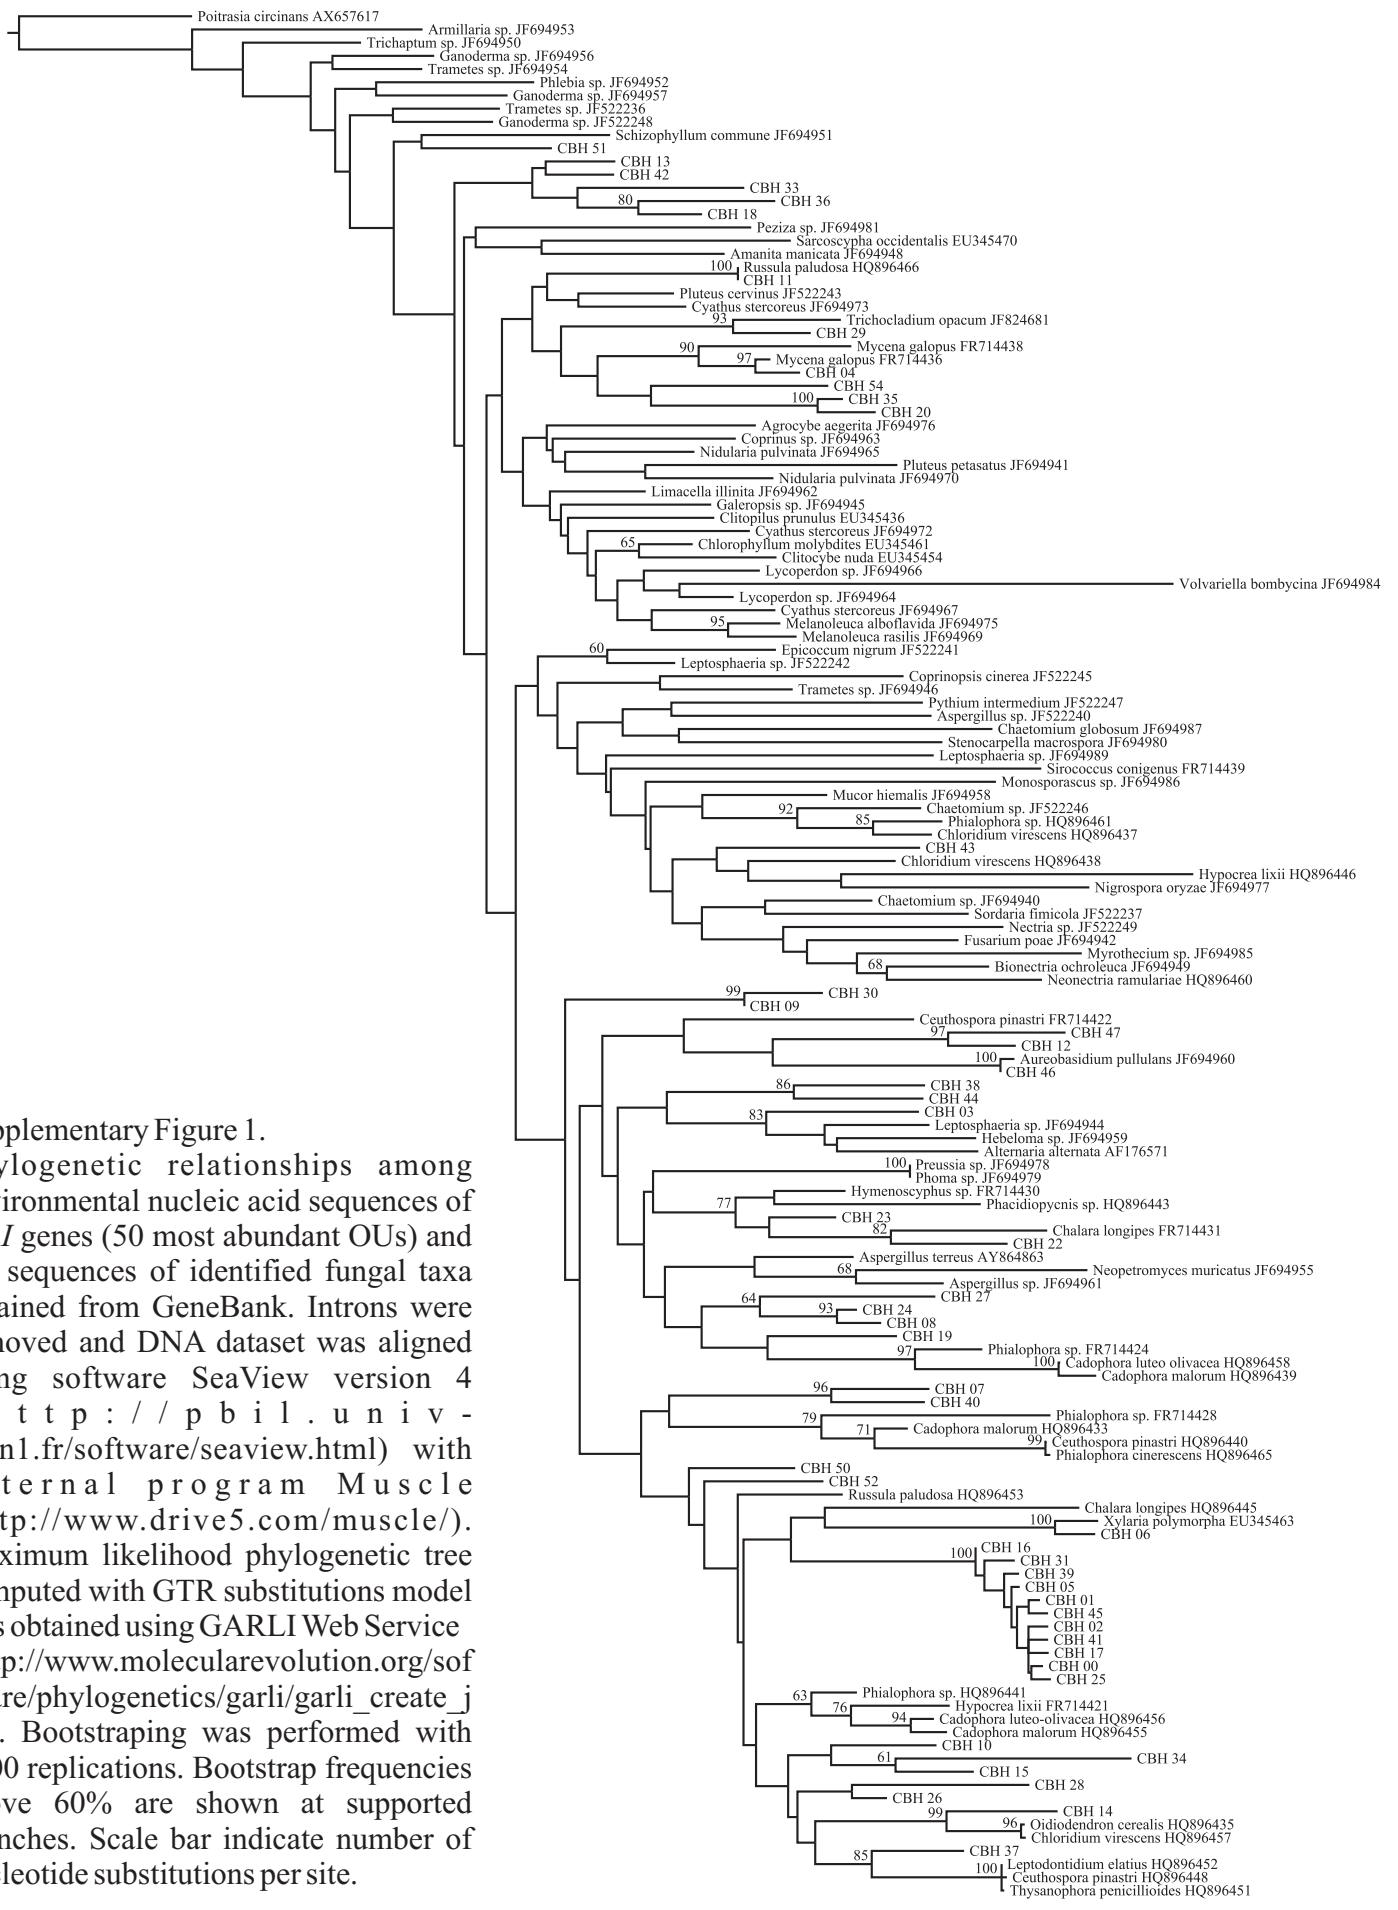 Poitrasia circinans AX657617
Armillaria sp. JF694953
Trichaptum sp. JF694950
Ganoderma sp. JF694956
Trametes sp. JF694954
Phlebia sp. JF694952
Ganoderma sp. JF694957
Trametes sp. JF522236
Ganoderma sp. JF522248
Schizophyllum commune JF694951
CBH 51
CBH 13
CBH 42
CBH 33
80 CBH 36
CBH 18
Peziza sp. JF694981
Sarcoscypha occidentalis EU345470
Amanita manicata JF694948
100 Russula paludosa HQ896466
CBH 11
Pluteus cervinus JF522243
Cyathus stercoreus JF694973
93 Trichocladium opacum JF824681
CBH 29
90 Mycena galopus FR714438
97 Mycena galopus FR714436
CBH 04
CBH 54
100 CBH 35
CBH 20
Agrocybe aegerita JF694976
Coprinus sp. JF694963
Nidularia pulvinata JF694965
Pluteus petasatus JF694941
Nidularia pulvinata JF694970
Limacella illinita JF694962
Galeropsis sp. JF694945
Clitopilus prunulus EU345436
Cyathus stercoreus JF694972
65 Chlorophyllum molybdites EU345461
Clitocybe nuda EU345454
Lycoperdon sp. JF694966
Volvariella bombycina JF694984
Lycoperdon sp. JF694964
Cyathus stercoreus JF694967
95 Melanoleuca alboflavida JF694975
Melanoleuca rasilis JF694969
60 Epicoccum nigrum JF522241
Leptosphaeria sp. JF522242
Coprinopsis cinerea JF522245
Trametes sp. JF694946
Pythium intermedium JF522247
Aspergillus sp. JF522240
Chaetomium globosum JF694987
Stenocarpella macrospora JF694980
Leptosphaeria sp. JF694989
Sirococcus conigenus FR714439
Monosporascus sp. JF694986
Mucor hiemalis JF694958
92 Chaetomium sp. JF522246
85 Phialophora sp. HQ896461
Chloridium virescens HQ896437
CBH 43
Chloridium virescens HQ896438
Hypocrea lixii HQ896446
Nigrospora oryzae JF694977
Chaetomium sp. JF694940
Sordaria fimicola JF522237
Nectria sp. JF522249
Fusarium poae JF694942
Myrothecium sp. JF694985
68 Bionectria ochroleuca JF694949
Neonectria ramulariae HQ896460
99 CBH 30
CBH 09
Ceuthospora pinastri FR714422
97 CBH 47
CBH 12
100 Aureobasidium pullulans JF694960
CBH 46
86 CBH 38
CBH 44
83 CBH 03
Leptosphaeria sp. JF694944
Hebeloma sp. JF694959
Alternaria alternata AF176571
100 Preussia sp. JF694978
Phoma sp. JF694979
Hymenoscyphus sp. FR714430
77 Phacidiopycnis sp. HQ896443
CBH 23
82 Chalara longipes FR714431
CBH 22
Aspergillus terreus AY864863
68 Neopetromyces muricatus JF694955
Aspergillus sp. JF694961
64 CBH 27
93 CBH 24
CBH 08
CBH 19
97 Phialophora sp. FR714424
100 Cadophora luteo olivacea HQ896458
Cadophora malorum HQ896439
96 CBH 07
CBH 40
79 Phialophora sp. FR714428
71 Cadophora malorum HQ896433
99 Ceuthospora pinastri HQ896440
Phialophora cinerescens HQ896465
CBH 50
CBH 52
Russula paludosa HQ896453
Chalara longipes HQ896445
100 Xylaria polymorpha EU345463
CBH 06
100 CBH 16
CBH 31
CBH 39
CBH 05
CBH 01
CBH 45
CBH 02
CBH 41
CBH 17
CBH 00
CBH 25
63 Phialophora sp. HQ896441
76 Hypocrea lixii FR714421
94 Cadophora luteo-olivacea HQ896456
Cadophora malorum HQ896455
CBH 10
61 CBH 34
CBH 15
CBH 28
CBH 26
99 CBH 14
96 Oidiodendron cerealis HQ896435
Chloridium virescens HQ896457
85 CBH 37
100 Leptodontidium elatius HQ896452
Ceuthospora pinastri HQ896448
Thysanophora penicillioides HQ896451
pplementary Figure 1.
ylogenetic relationships among
vironmental nucleic acid sequences of
I genes (50 most abundant OUs) and
sequences of identified fungal taxa
tained from GeneBank. Introns were
moved and DNA dataset was aligned
ng software SeaView version 4
t t p : / / p b i l . u n i v -
n1.fr/software/seaview.html) with
ternal program Muscle
tp://www.drive5.com/muscle/).
aximum likelihood phylogenetic tree
mputed with GTR substitutions model
s obtained using GARLI Web Service
p://www.molecularevolution.org/sof
are/phylogenetics/garli/garli_create_j
. Bootstraping was performed with
00 replications. Bootstrap frequencies
ove 60% are shown at supported
nches. Scale bar indicate number of
cleotide substitutions per site.